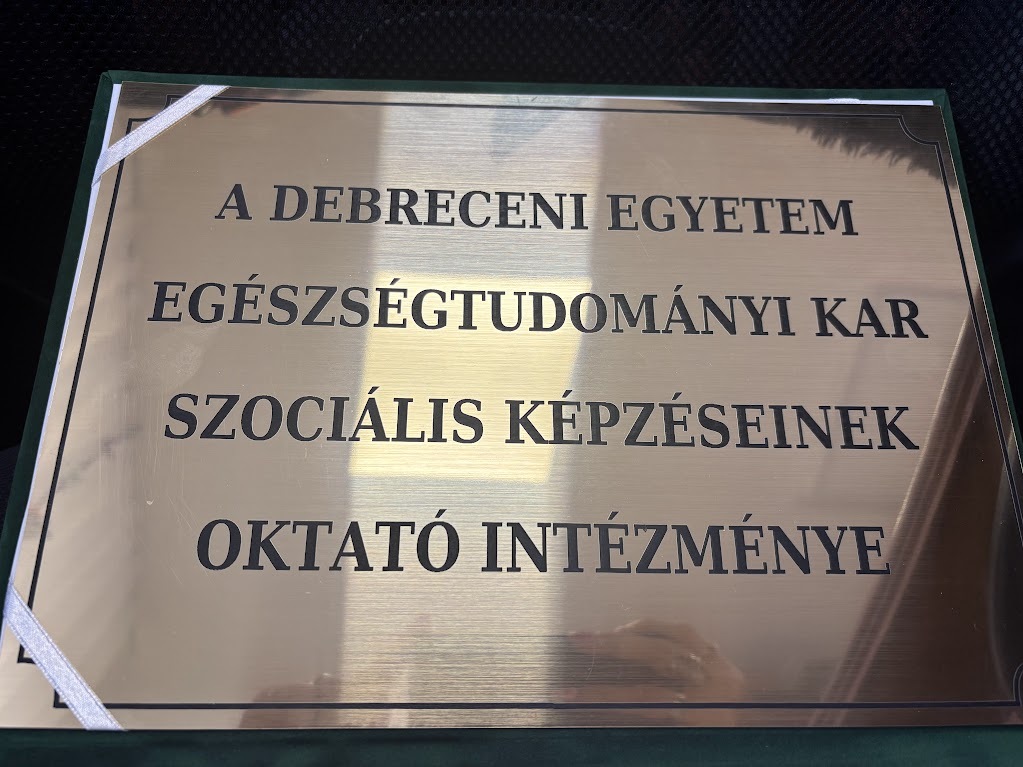 A DEBRECENI EGYETEM
EGÉSZSÉGTUDOMÁNYI KAR
SZOCIÁLIS KÉPZÉSEINEK
OKTATÓ INTÉZMÉNYE